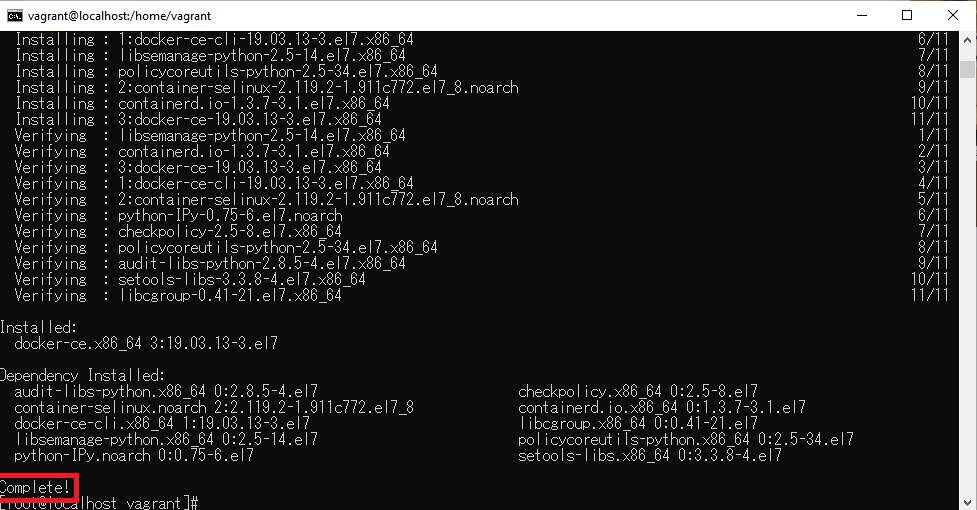 vagrant@localhost:/home/vagrant
Installing : 1:docker-ce-cli-19.03.13-3.el7.x86_64 6/11
Installing : libsemanage-python-2.5-14.el7.x86_64 7/11
Installing : policycoreutils-python-2.5-34.el7.x86_64 8/11
Installing : 2:container-selinux-2.119.2-1.911c772.el7_8.noarch 9/11
Installing : containerd.io-1.3.7-3.1.el7.x86_64 10/11
Installing : 3:docker-ce-19.03.13-3.el7.x86_64 11/11
Verifying : libsemanage-python-2.5-14.el7.x86_64 1/11
Verifying : containerd.io-1.3.7-3.1.el7.x86_64 2/11
Verifying : 3:docker-ce-19.03.13-3.el7.x86_64 3/11
Verifying : 1:docker-ce-cli-19.03.13-3.el7.x86_64 4/11
Verifying : 2:container-selinux-2.119.2-1.911c772.el7_8.noarch 5/11
Verifying : python-IPy-0.75-6.el7.noarch 6/11
Verifying : checkpolicy-2.5-8.el7.x86_64 7/11
Verifying : policycoreutils-python-2.5-34.el7.x86_64 8/11
Verifying : audit-libs-python-2.8.5-4.el7.x86_64 9/11
Verifying : setools-libs-3.3.8-4.el7.x86_64 10/11
Verifying : libcgroup-0.41-21.el7.x86_64 11/11
Installed:
docker-ce.x86_64 3:19.03.13-3.el7
Dependency Installed:
audit-libs-python.x86_64 0:2.8.5-4.el7 checkpolicy.x86_64 0:2.5-8.el7
container-selinux.noarch 2:2.119.2-1.911c772.el7_8 containerd.io.x86_64 0:1.3.7-3.1.el7
docker-ce-cli.x86_64 1:19.03.13-3.el7 libcgroup.x86_64 0:0.41-21.el7
libsemanage-python.x86_64 0:2.5-14.el7 policycoreutils-python.x86_64 0:2.5-34.el7
python-IPy.noarch 0:0.75-6.el7 setools-libs.x86_64 0:3.3.8-4.el7
Complete!
[root@localhost vagrant]#